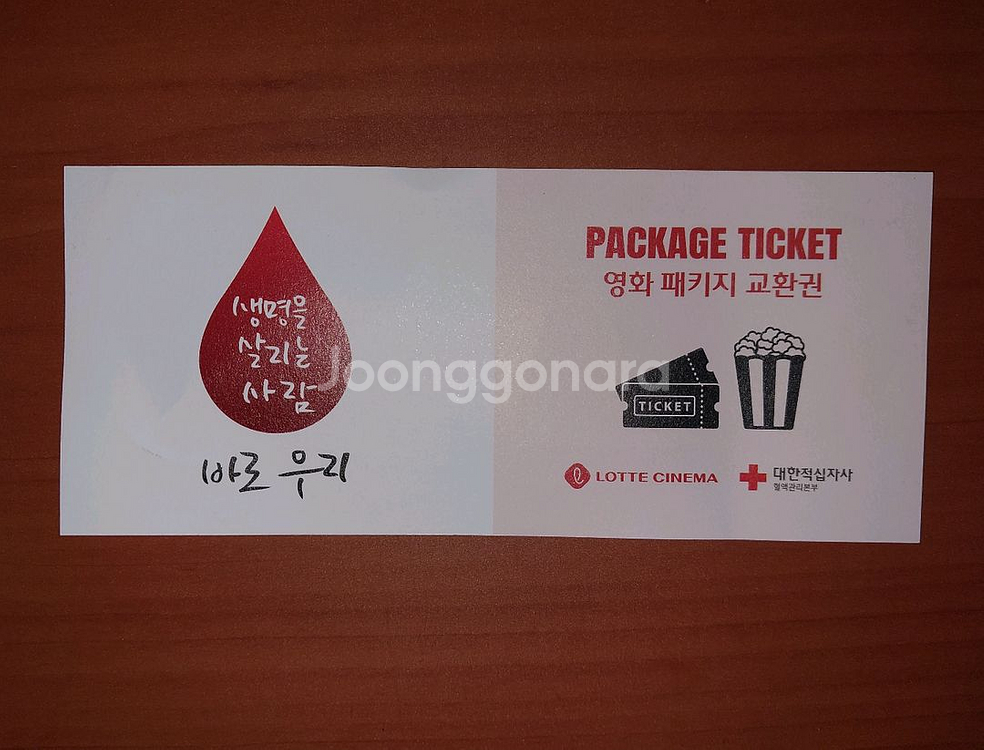 생명을
살리는
사람
바로 우리
PACKAGE TICKET
영화 패키지 교환권
TICKET
LOTTE CINEMA
대한적십자사
혈액관리본부
Joonggonara